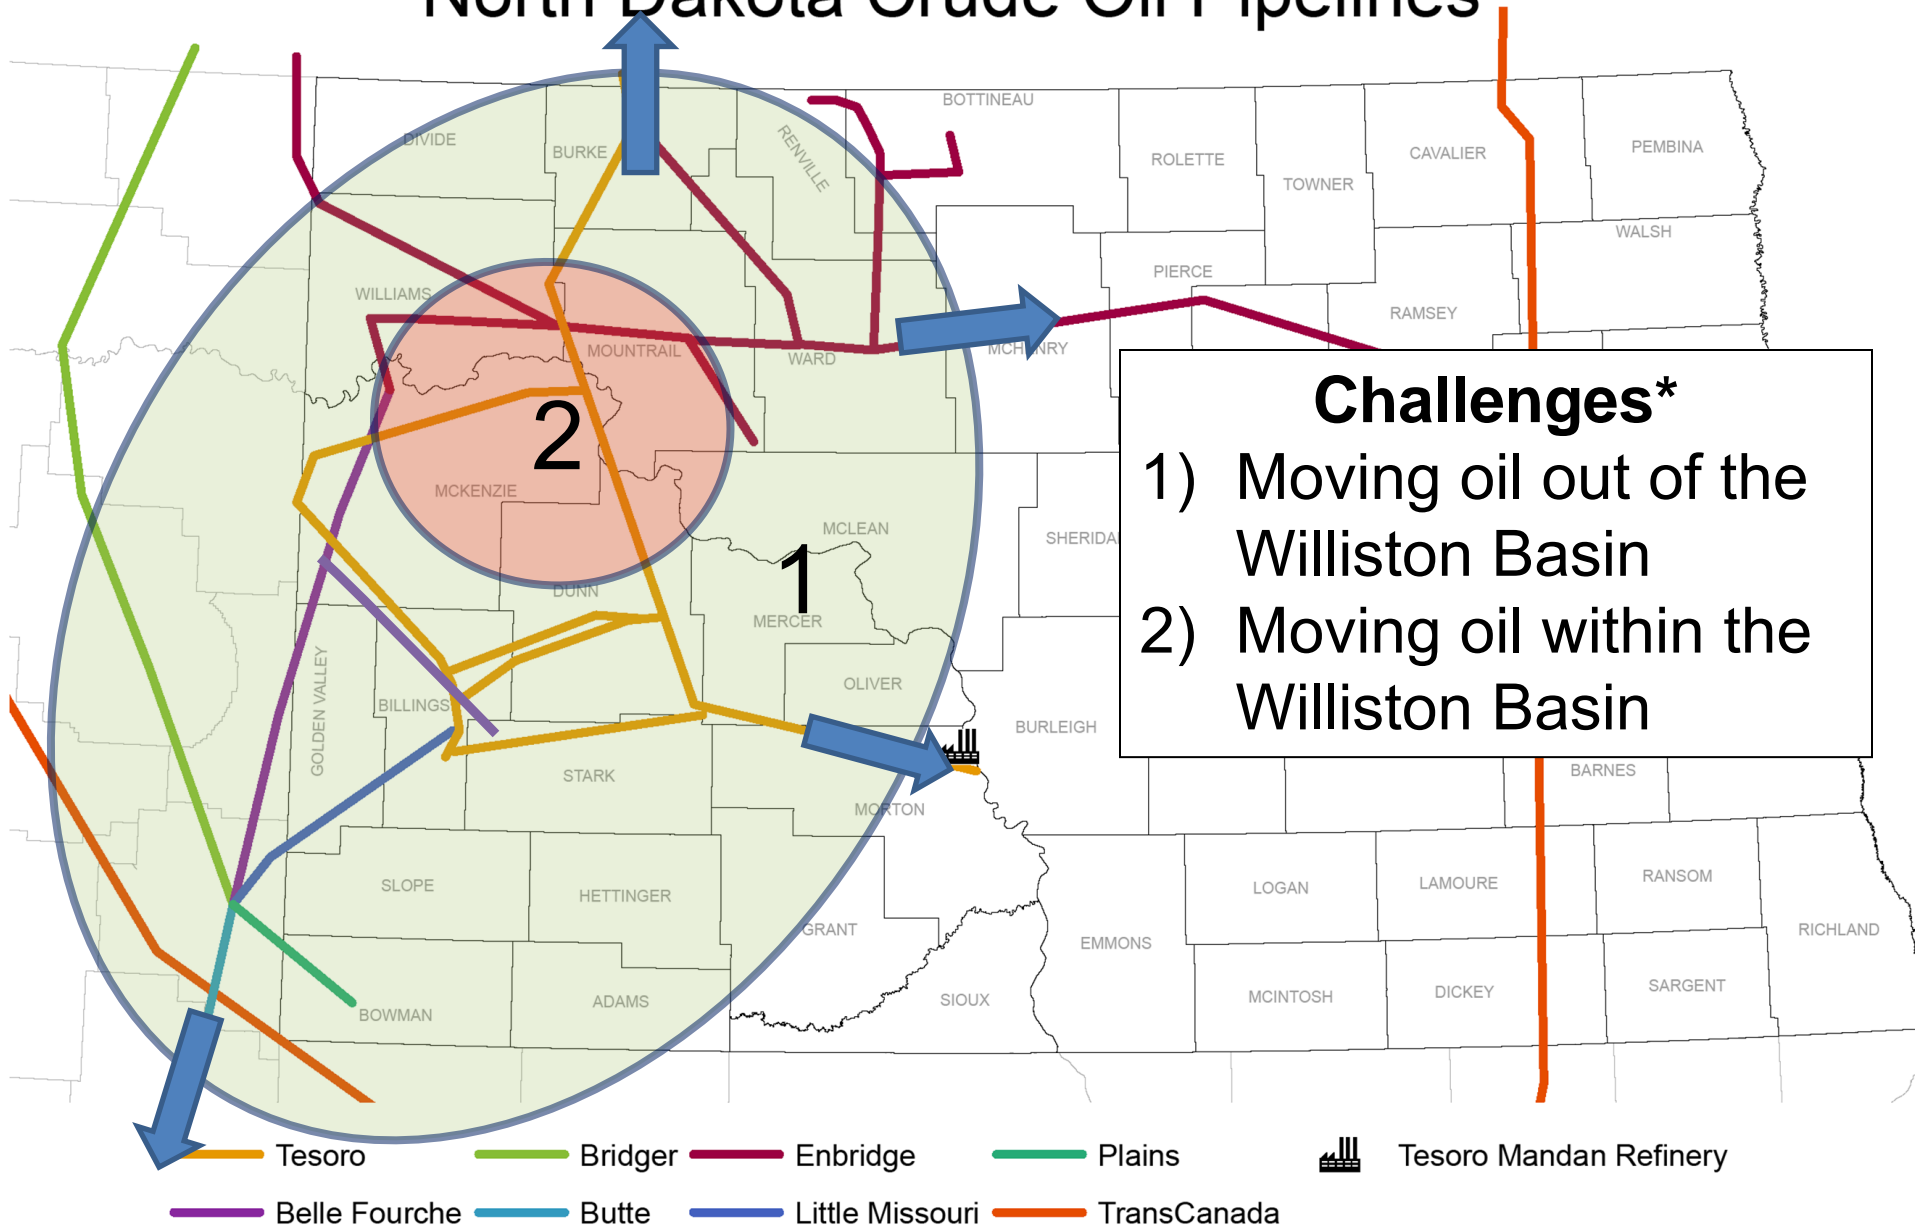 North Dakota Crude Oil Pipelines
BOTTINEAU
DIVIDE
BURKE
RENVILLE
ROLETTE
TOWNER
CAVALIER
PEMBINA
WALSH
WILLIAMS
PIERCE
RAMSEY
MOUNTRAIL
WARD
MCHENRY
Challenges*
1) Moving oil out of the
Williston Basin
2) Moving oil within the
Williston Basin
2
MCKENZIE
MCLEAN
SHERIDA
1
DUNN
MERCER
GOLDEN VALLEY
BILLINGS
OLIVER
BURLEIGH
STARK
MORTON
BARNES
SLOPE
HETTINGER
GRANT
LOGAN
LAMOURE
RANSOM
RICHLAND
EMMONS
BOWMAN
ADAMS
SIOUX
MCINTOSH
DICKEY
SARGENT
Tesoro Bridger Enbridge Plains Tesoro Mandan Refinery
Belle Fourche Butte Little Missouri TransCanada